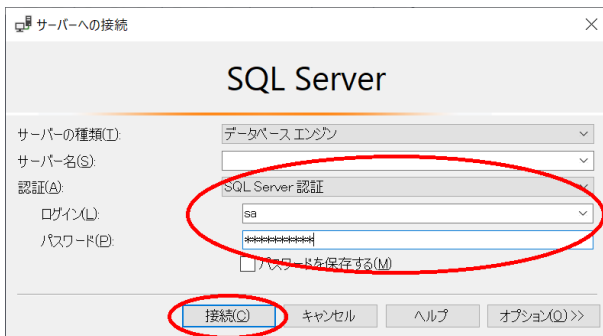 サーバーへの接続
SQL Server
サーバーの種類(T): データベース エンジン
サーバー名(S):
認証(A): SQL Server 認証
ログイン(L): sa
パスワード(P): ***********
パスワードを保存する(M)
接続(C) キャンセル ヘルプ オプション(O) >>